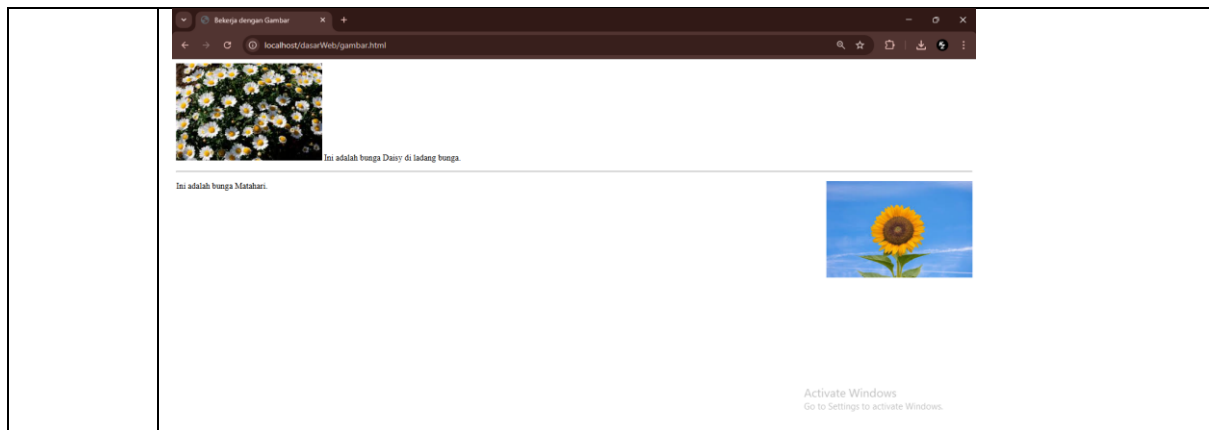 Bekerja dengan Gambar
localhost/dasarWeb/gambar.html
Ini adalah bunga Daisy di ladang bunga.
Ini adalah bunga Matahari.
Activate Windows
Go to Settings to activate Windows.